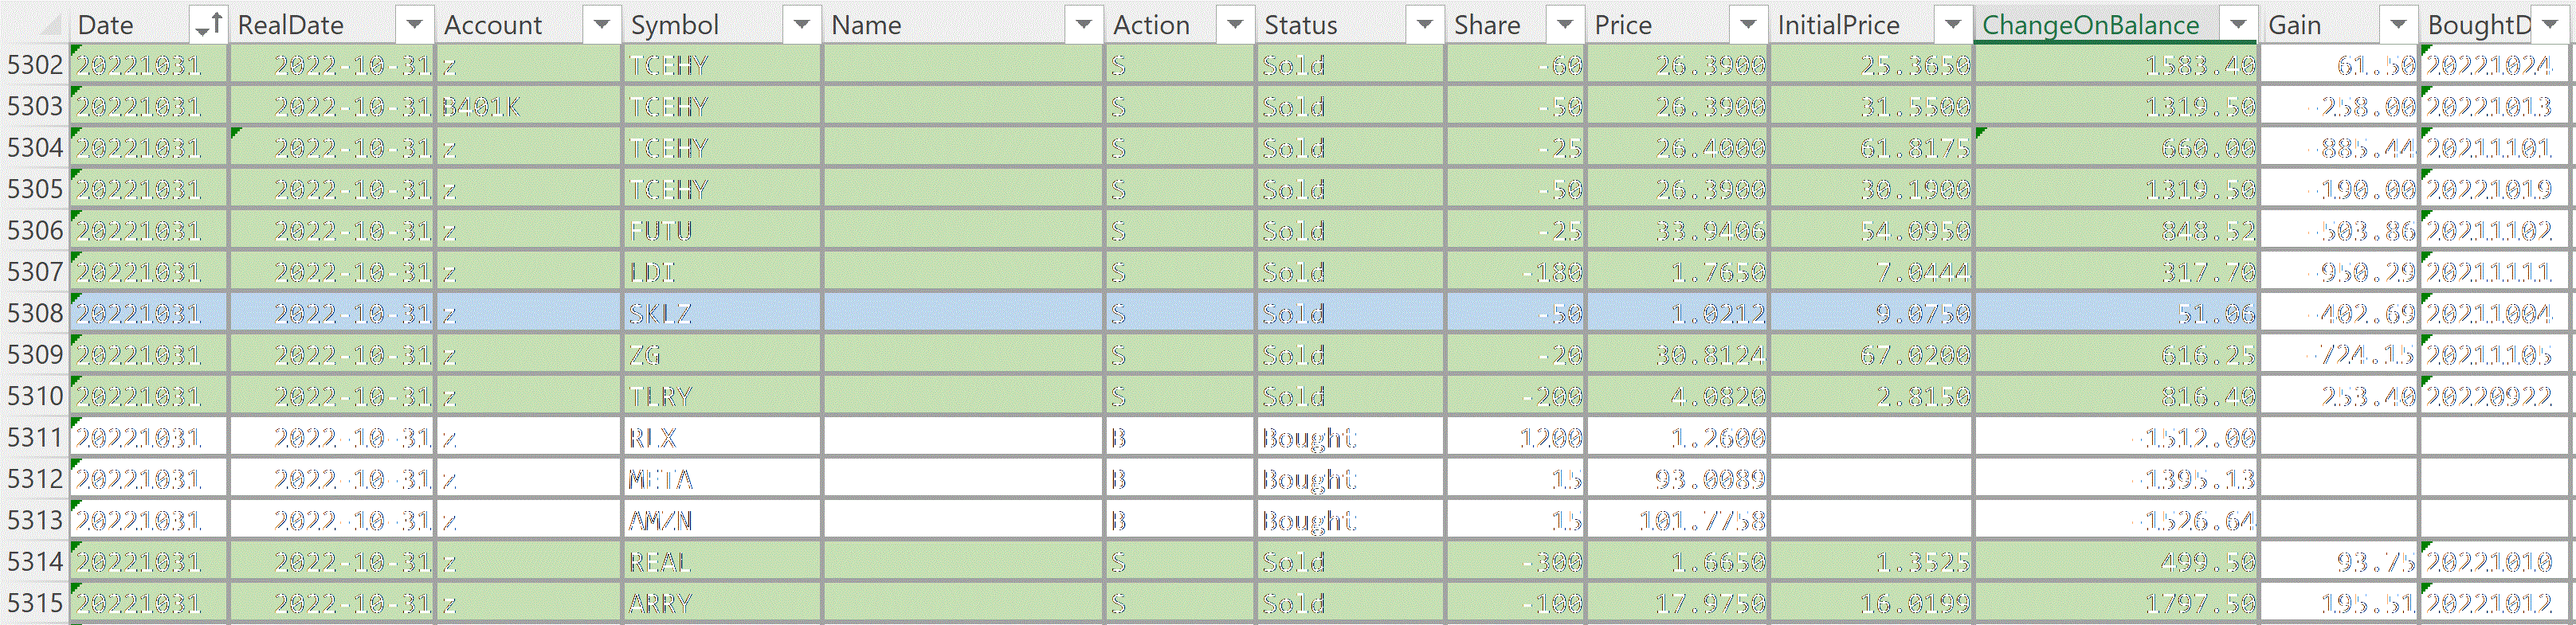 Date RealDate Account Symbol Name Action Status Share Price InitialPrice ChangeOnBalance Gain BoughtD
5302 20221031 2022-10-31 z TCEHY S Sold -60 26.3900 25.3650 1583.40 61.50 20221024
5303 20221031 2022-10-31 B401K TCEHY S Sold -50 26.3900 31.5500 1319.50 -258.00 20221013
5304 20221031 2022-10-31 z TCEHY S Sold -25 26.4000 61.8175 660.00 -885.44 20211101
5305 20221031 2022-10-31 z TCEHY S Sold -50 26.3900 30.1900 1319.50 -190.00 20221019
5306 20221031 2022-10-31 z FUTU S Sold -25 33.9406 54.0950 848.52 -503.86 20211102
5307 20221031 2022-10-31 z LDI S Sold -180 1.7650 7.0444 317.70 -950.29 20211111
5308 20221031 2022-10-31 z SKLZ S Sold -50 1.0212 9.0750 51.06 -402.69 20211004
5309 20221031 2022-10-31 z ZG S Sold -20 30.8124 67.0200 616.25 -724.15 20211105
5310 20221031 2022-10-31 z TLRY S Sold -200 4.0820 2.8150 816.40 253.40 20220922
5311 20221031 2022-10-31 z RLX B Bought 1200 1.2600 -1512.00
5312 20221031 2022-10-31 z META B Bought 15 93.0089 -1395.13
5313 20221031 2022-10-31 z AMZN B Bought 15 101.7758 -1526.64
5314 20221031 2022-10-31 z REAL S Sold -300 1.6650 1.3525 499.50 93.75 20221010
5315 20221031 2022-10-31 z ARRY S Sold -100 17.9750 16.0199 1797.50 195.51 20221012